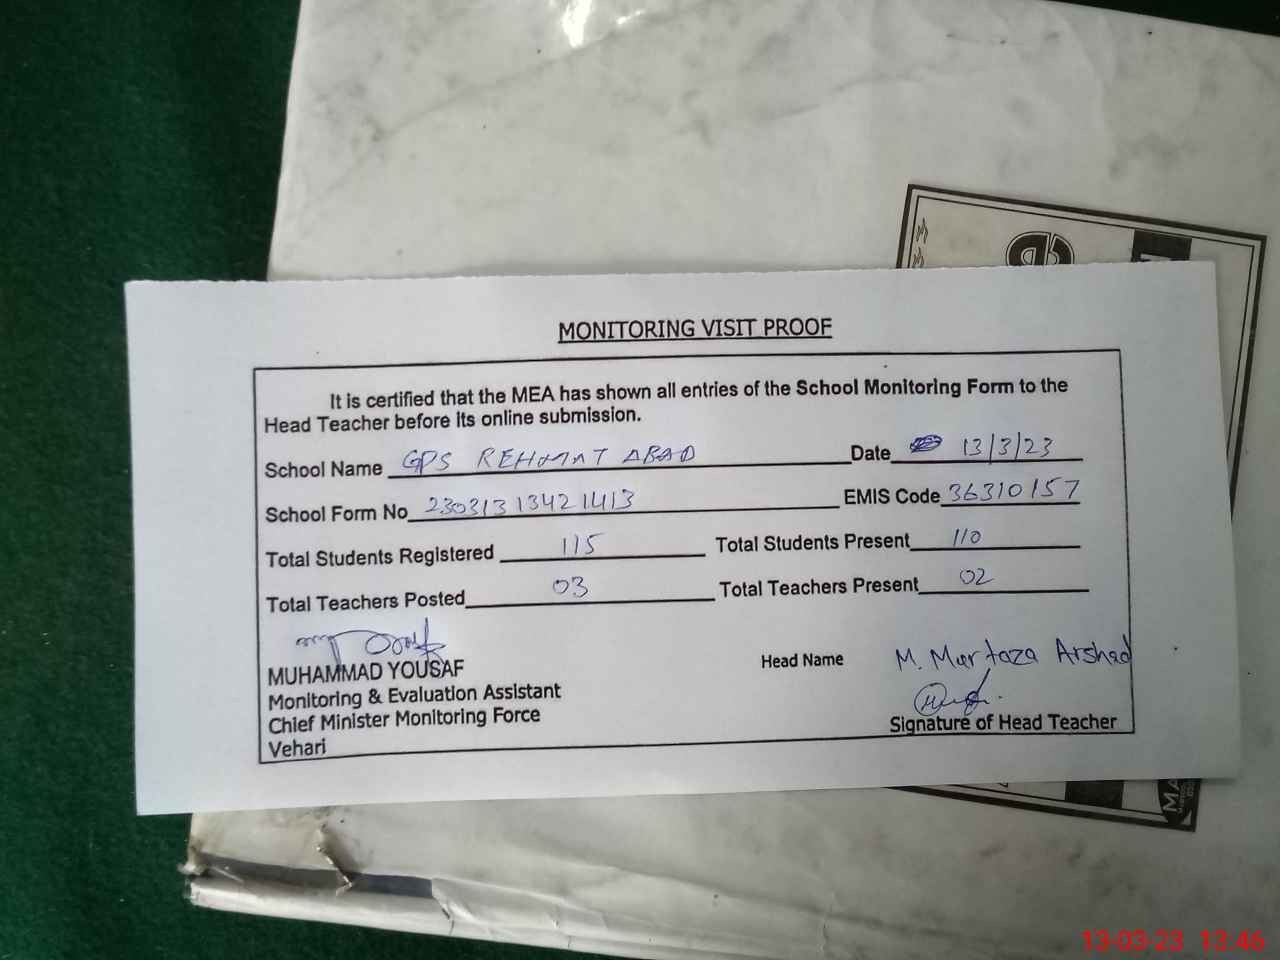 MONITORING VISIT PROOF
It is certified that the MEA has shown all entries of the School Monitoring Form to the
Head Teacher before its online submission.
School Name GPS REHMAT ABAD Date 13/3/23
School Form No 23031313421413 EMIS Code 36310157
Total Students Registered 115 Total Students Present 110
Total Teachers Posted 03 Total Teachers Present 02
MUHAMMAD YOUSAF
Monitoring & Evaluation Assistant
Chief Minister Monitoring Force
Vehari
Head Name M. Murtaza Arshad
Signature of Head Teacher
13-03-23 13:46